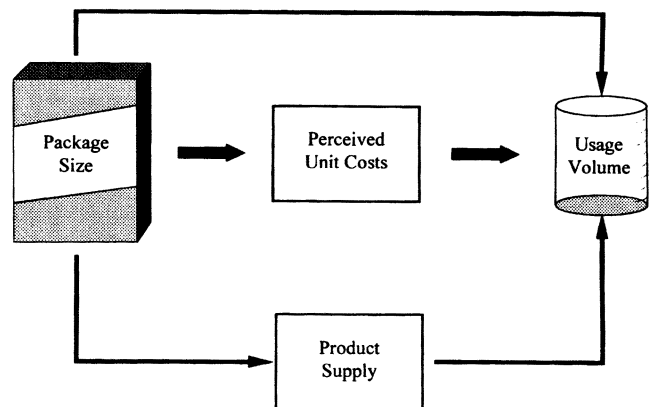 Package
Size
Perceived
Unit Costs
Usage
Volume
Product
Supply